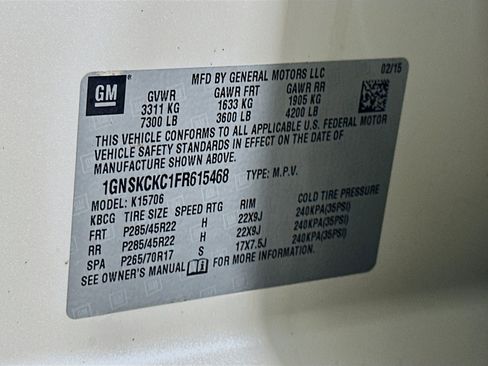 MFD BY GENERAL MOTORS LLC 02/15
GM
GVWR GAWR FRT GAWR RR
3311 KG 1633 KG 1905 KG
7300 LB 3600 LB 4200 LB
THIS VEHICLE CONFORMS TO ALL APPLICABLE U.S. FEDERAL MOTOR
VEHICLE SAFETY STANDARDS IN EFFECT ON THE DATE OF
MANUFACTURE SHOWN ABOVE.
1GNSKCKC1FR615468 TYPE: M.P.V.
MODEL: K15706
KBCG TIRE SIZE SPEED RTG RIM COLD TIRE PRESSURE
FRT P285/45R22 H 22X9J 240KPA(35PSI)
RR P285/45R22 H 22X9J 240KPA(35PSI)
SPA P265/70R17 S 17X7.5J 240KPA(35PSI)
SEE OWNER'S MANUAL FOR MORE INFORMATION.